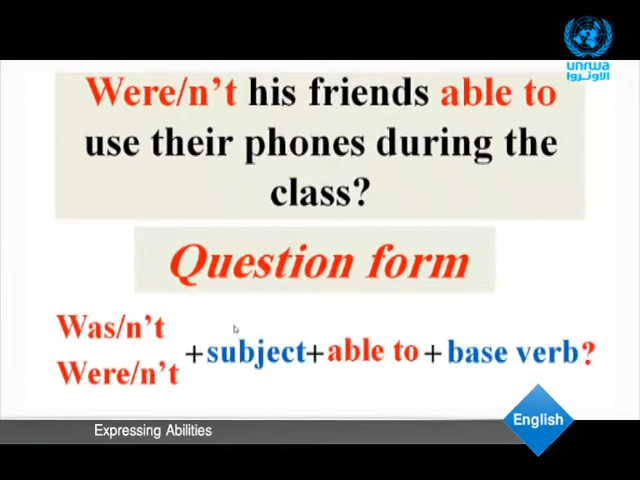 unrwa
الأونروا
Were/n't his friends able to
use their phones during the
class?
Question form
Was/n't
Were/n't
+subject+able to+base verb?
English
Expressing Abilities